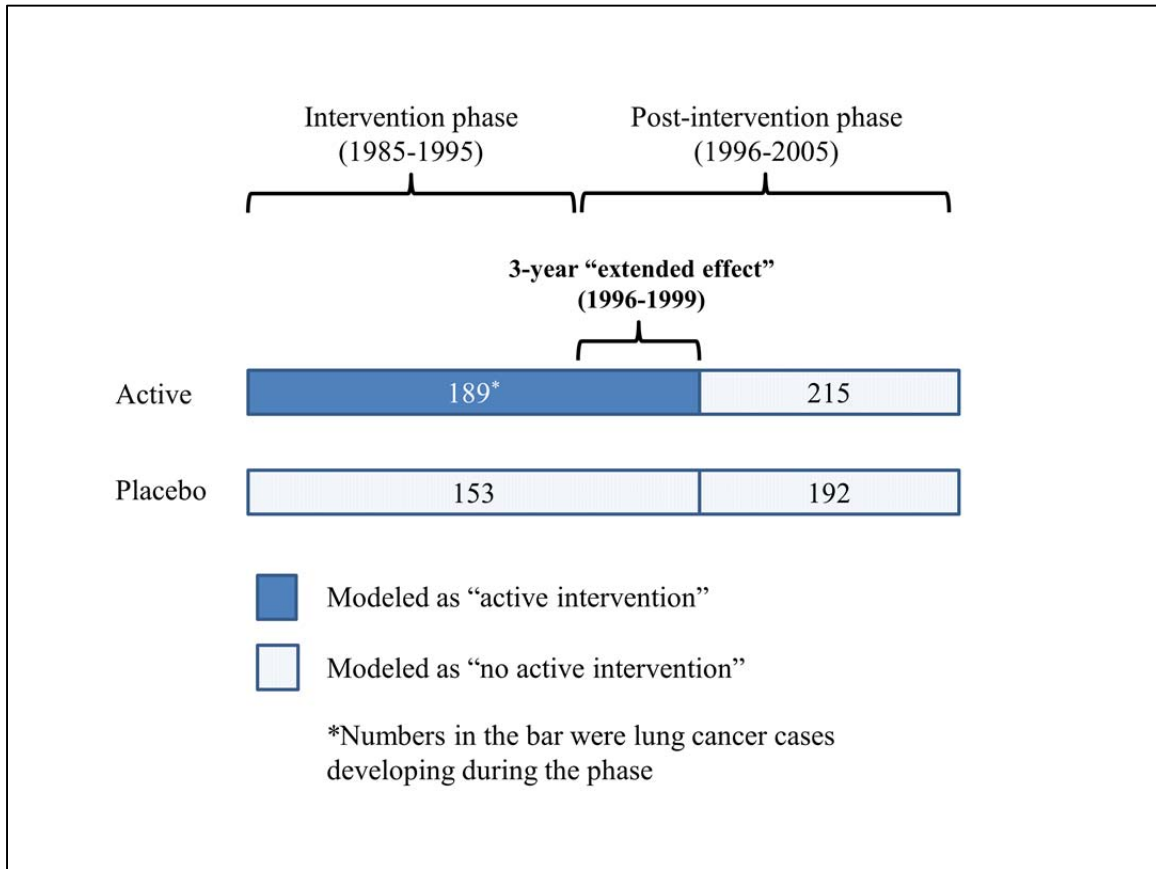 Intervention phase
(1985-1995)
Post-intervention phase
(1996-2005)
3-year “extended effect”
(1996-1999)
Active
189*
215
Placebo
153
192
Modeled as “active intervention”
Modeled as “no active intervention”
*Numbers in the bar were lung cancer cases
developing during the phase